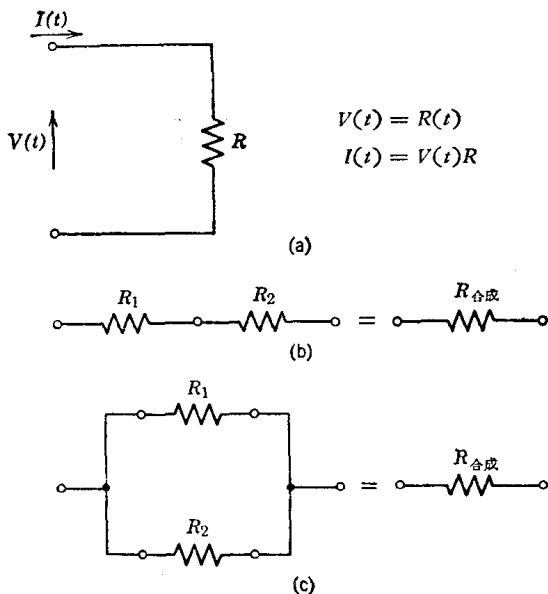 I(t)
V(t)
R
V(t) = R(t)
I(t) = V(t)R
(a)
R₁ R₂ = R合成
(b)
R₁
R₂
= R合成
(c)